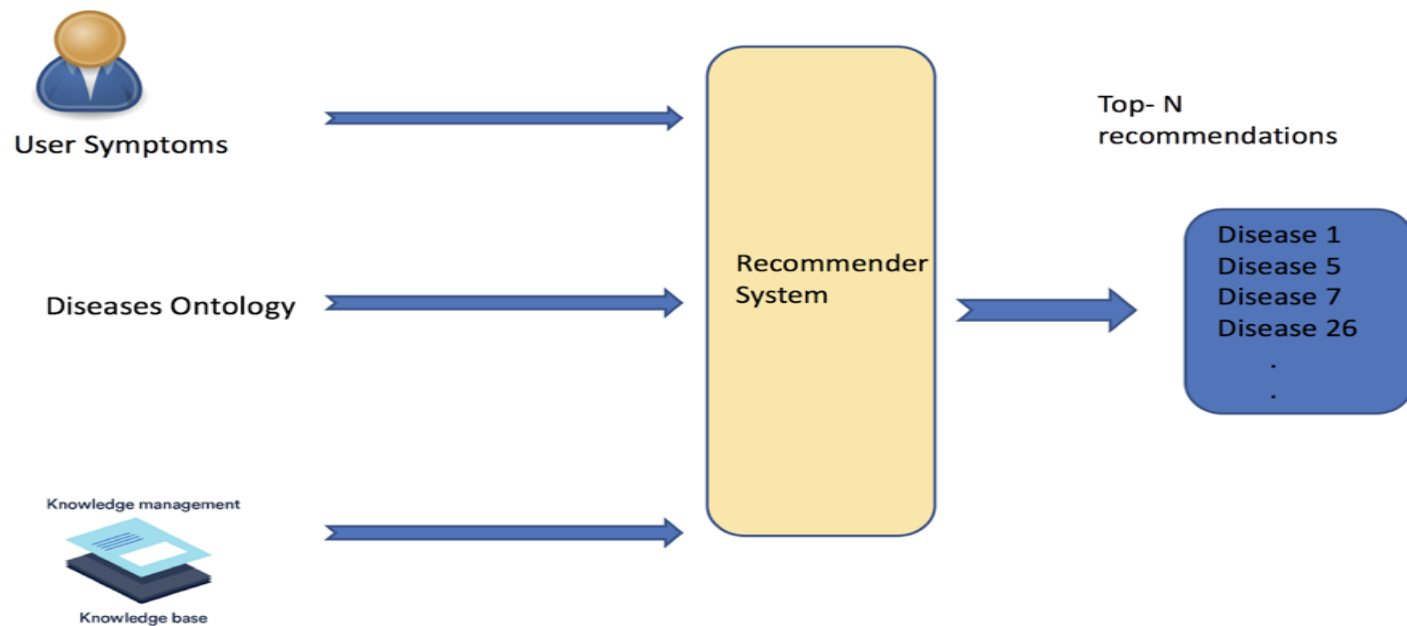 User Symptoms
Diseases Ontology
Knowledge management
Knowledge base
Recommender
System
Top- N
recommendations
Disease 1
Disease 5
Disease 7
Disease 26
.
.